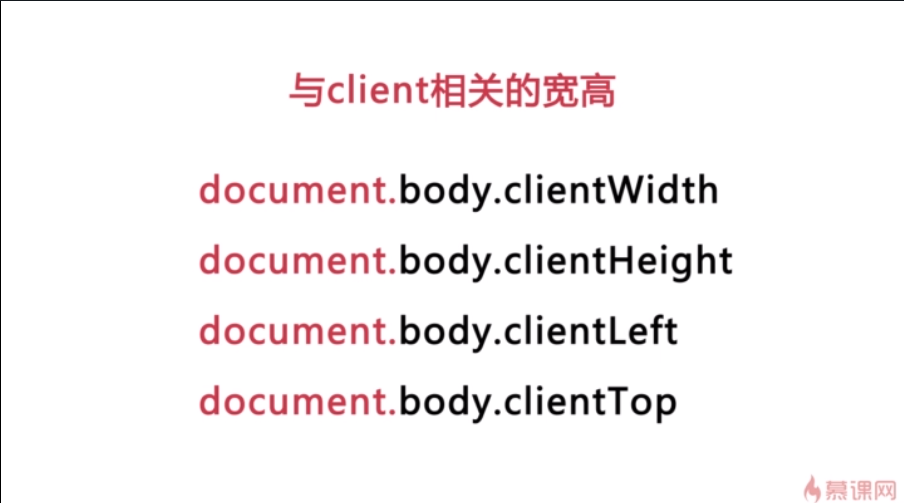 与client相关的宽高
document.body.clientWidth
document.body.clientHeight
document.body.clientLeft
document.body.clientTop
慕课网